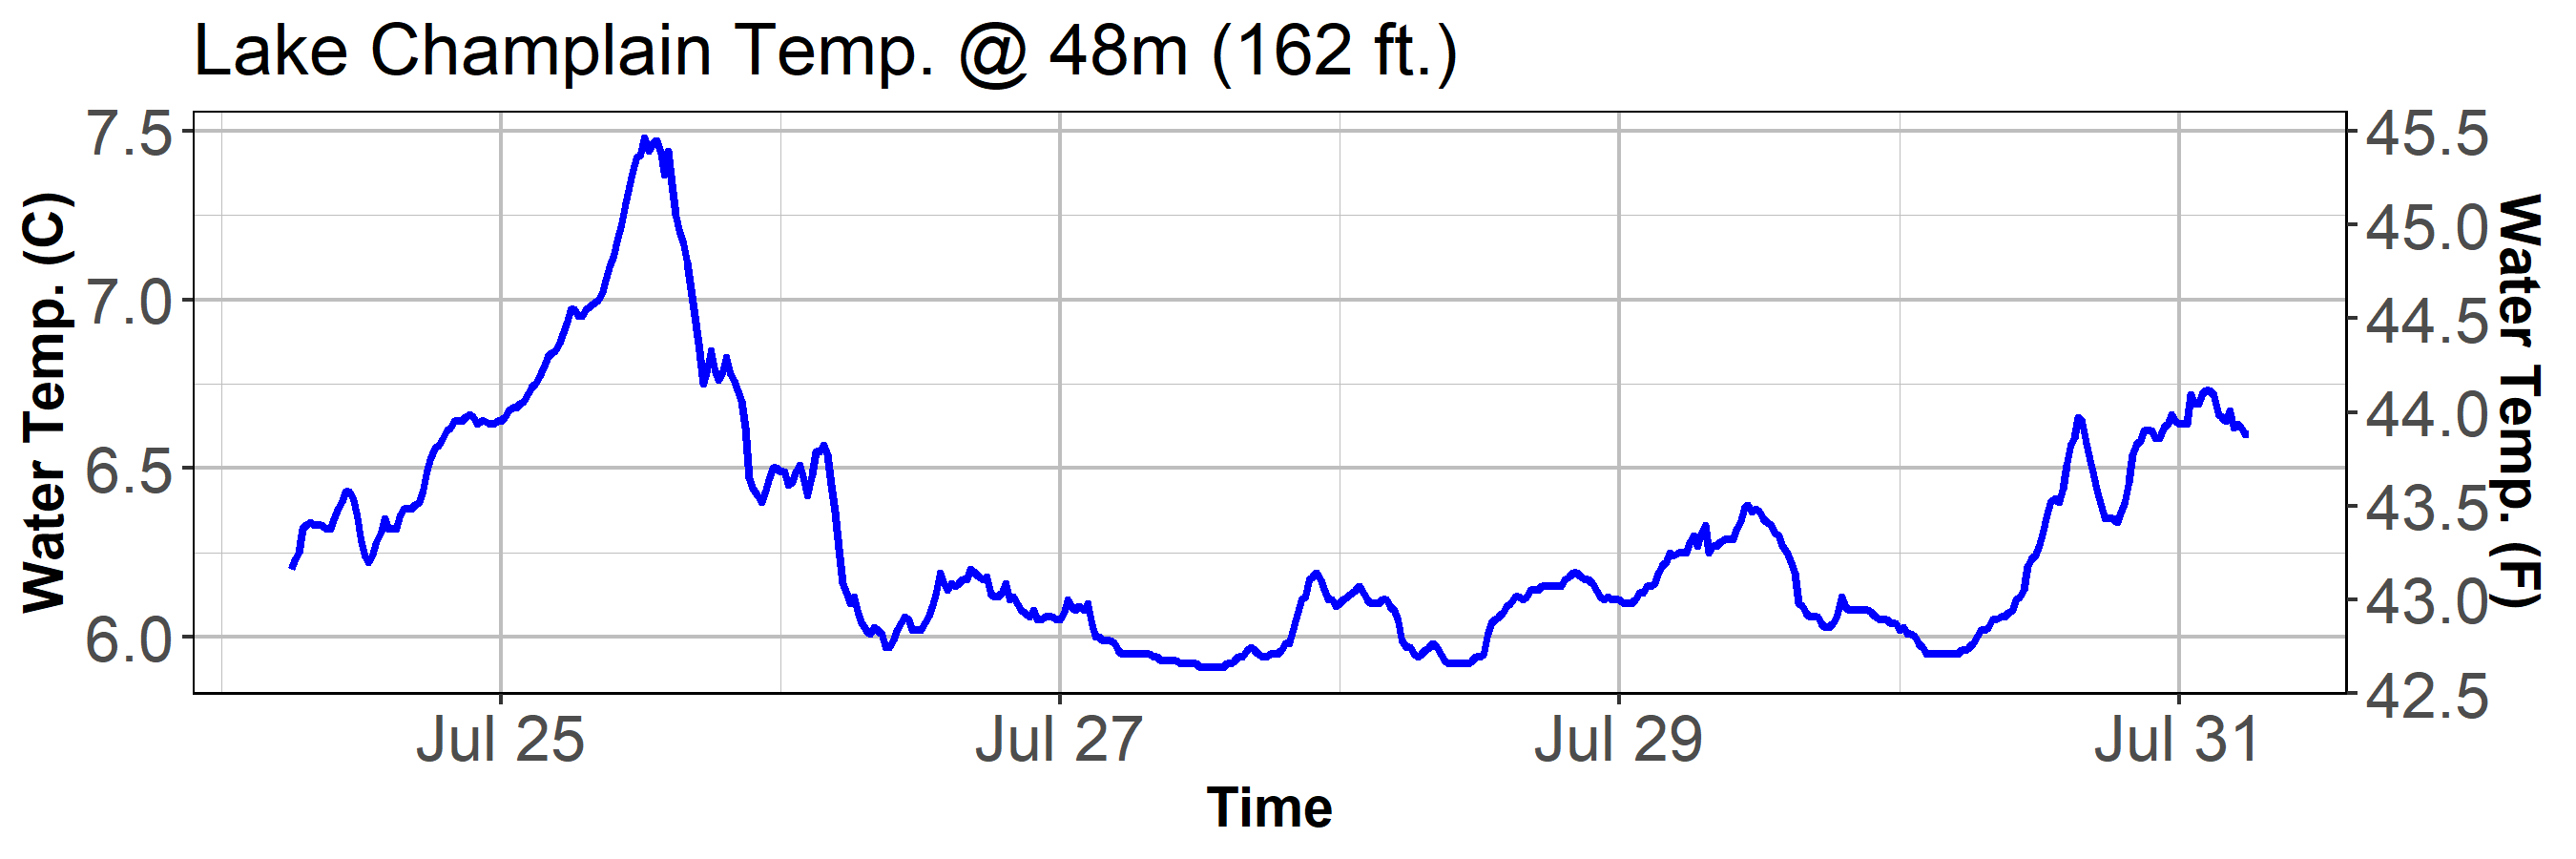 Lake Champlain Temp. @ 48m (162 ft.)
Water Temp. (C)
7.5
7.0
6.5
6.0
45.5
45.0
44.5
44.0
43.5
43.0
42.5
Water Temp. (F)
Jul 25
Jul 27
Jul 29
Jul 31
Time